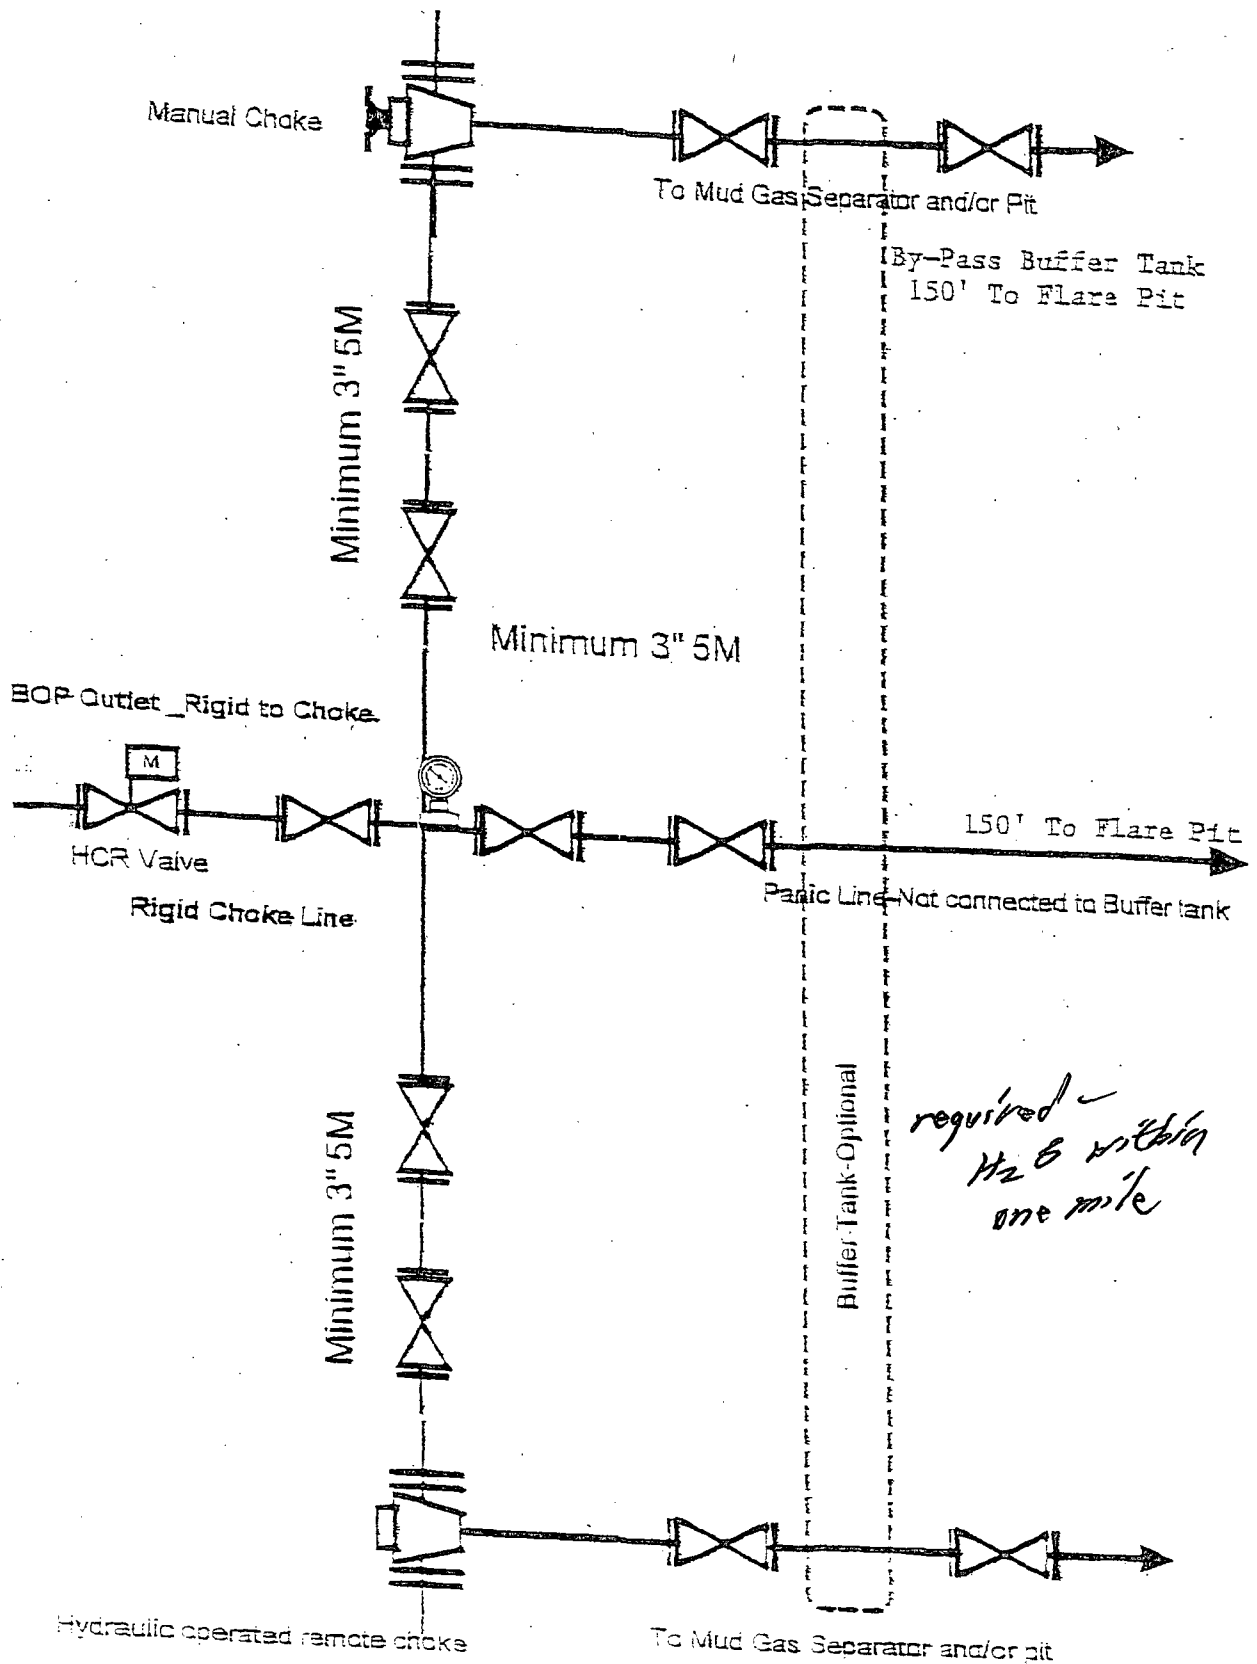 Manual Choke
To Mud Gas Separator and/or Pit
By-Pass Buffer Tank
150' To Flare Pit
Minimum 3" 5M
Minimum 3" 5M
BOP Outlet _Rigid to Choke
M
HCR Valve
Rigid Choke Line
150' To Flare Pit
Panic Line-Not connected to Buffer tank
Minimum 3" 5M
Buffer Tank-Optional
required -
H2S within
one mile
Hydraulic operated remote choke
To Mud Gas Separator and/or pit